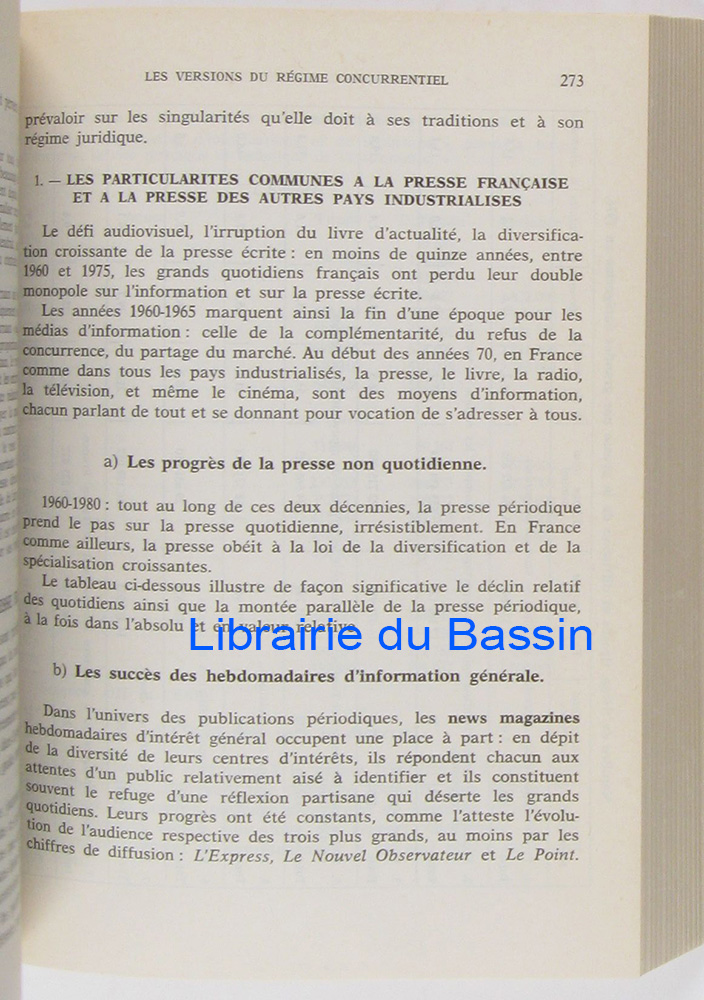 LES VERSIONS DU RÉGIME CONCURRENTIEL 273
prévaloir sur les singularités qu'elle doit à ses traditions et à son
régime juridique.
1. — LES PARTICULARITES COMMUNES A LA PRESSE FRANÇAISE
ET A LA PRESSE DES AUTRES PAYS INDUSTRIALISES
Le défi audiovisuel, l'irruption du livre d'actualité, la diversifica-
tion croissante de la presse écrite : en moins de quinze années, entre
1960 et 1975, les grands quotidiens français ont perdu leur double
monopole sur l'information et sur la presse écrite.
Les années 1960-1965 marquent ainsi la fin d'une époque pour les
médias d'information : celle de la complémentarité, du refus de la
concurrence, du partage du marché. Au début des années 70, en France
comme dans tous les pays industrialisés, la presse, le livre, la radio,
la télévision, et même le cinéma, sont des moyens d'information,
chacun parlant de tout et se donnant pour vocation de s'adresser à tous.
a) Les progrès de la presse non quotidienne.
1960-1980 : tout au long de ces deux décennies, la presse périodique
prend le pas sur la presse quotidienne, irrésistiblement. En France
comme ailleurs, la presse obéit à la loi de la diversification et de la
spécialisation croissantes.
Le tableau ci-dessous illustre de façon significative le déclin relatif
des quotidiens ainsi que la montée parallèle de la presse périodique,
à la fois dans l'absolu et en valeur relative.
Librairie du Bassin
b) Les succès des hebdomadaires d'information générale.
Dans l'univers des publications périodiques, les news magazines
hebdomadaires d'intérêt général occupent une place à part : en dépit
de la diversité de leurs centres d'intérêts, ils répondent chacun aux
attentes d'un public relativement aisé à identifier et ils constituent
souvent le refuge d'une réflexion partisane qui déserte les grands
quotidiens. Leurs progrès ont été constants, comme l'atteste l'évolu-
tion de l'audience respective des trois plus grands, au moins par les
chiffres de diffusion : L'Express, Le Nouvel Observateur et Le Point.